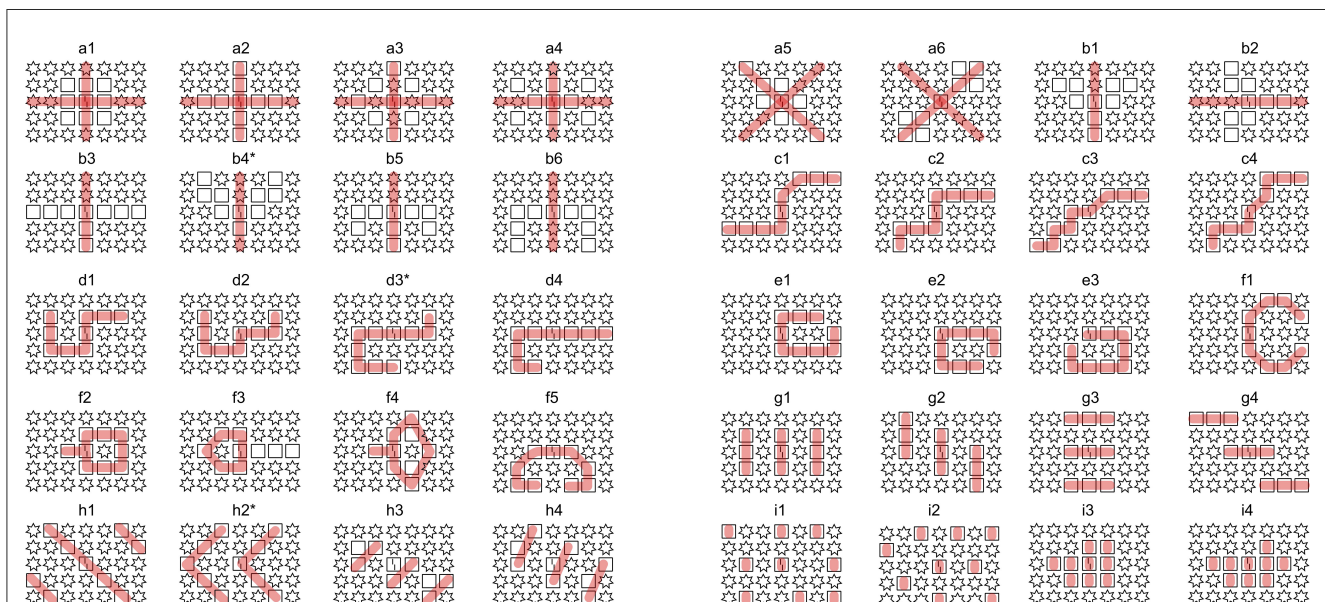 a1 a2 a3 a4 a5 a6 b1 b2
b3 b4* b5 b6 c1 c2 c3 c4
d1 d2 d3* d4 e1 e2 e3 f1
f2 f3 f4 f5 g1 g2 g3 g4
h1 h2* h3 h4 i1 i2 i3 i4